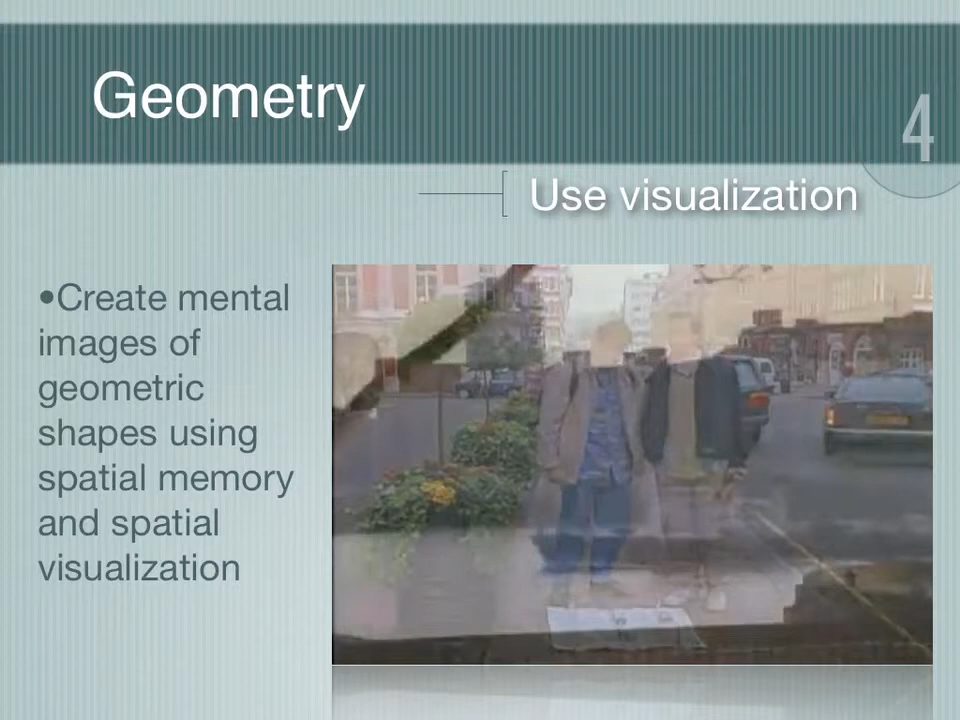 Geometry
4
Use visualization
•Create mental
images of
geometric
shapes using
spatial memory
and spatial
visualization